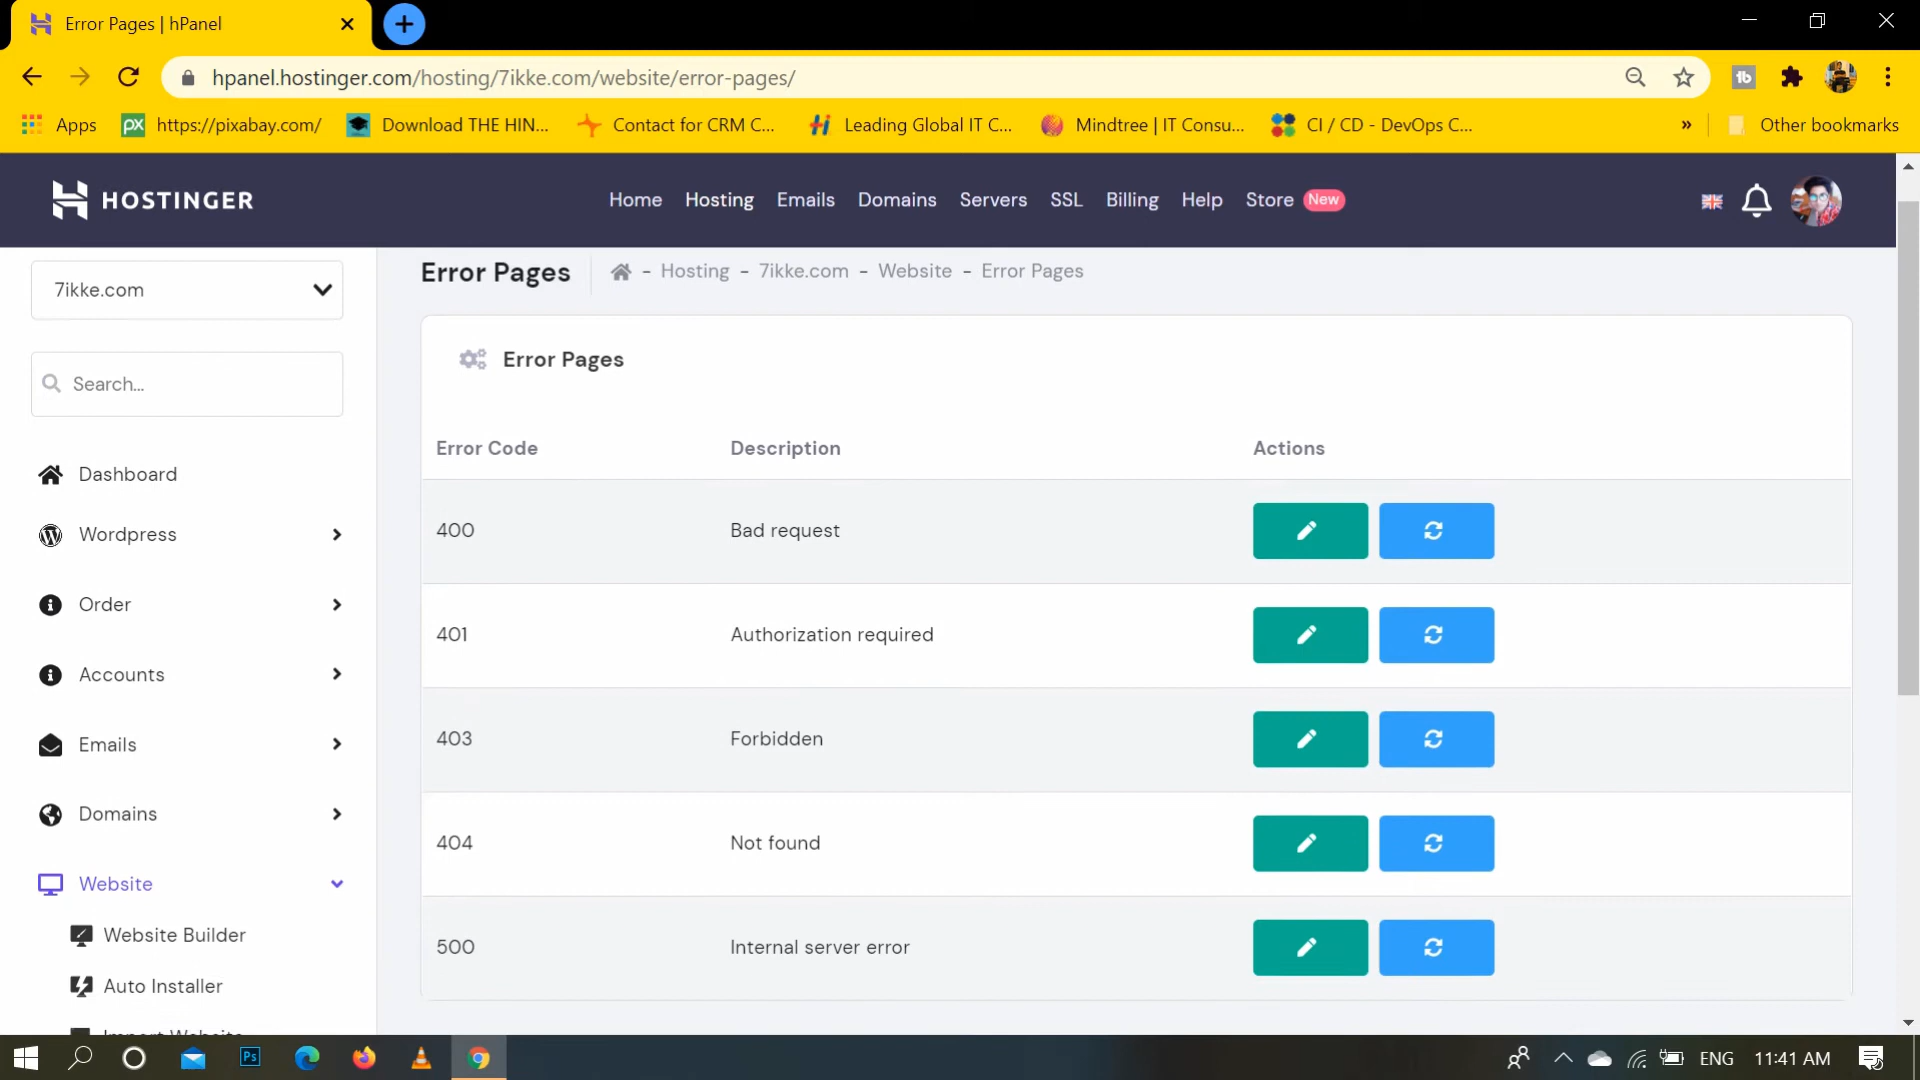 Error Pages | hPanel
hpanel.hostinger.com/hosting/7ikke.com/website/error-pages/
Apps
https://pixabay.com/
Download THE HIN...
Contact for CRM C...
Leading Global IT C...
Mindtree | IT Consu...
CI / CD - DevOps C...
»
Other bookmarks
HOSTINGER
Home Hosting Emails Domains Servers SSL Billing Help Store New
7ikke.com
Search...
Dashboard
Wordpress
Order
Accounts
Emails
Domains
Website
Website Builder
Auto Installer
Import Website
Error Pages
- Hosting - 7ikke.com - Website - Error Pages
Error Pages
Error Code Description Actions
400 Bad request
401 Authorization required
403 Forbidden
404 Not found
500 Internal server error
Ps
ENG
11:41 AM